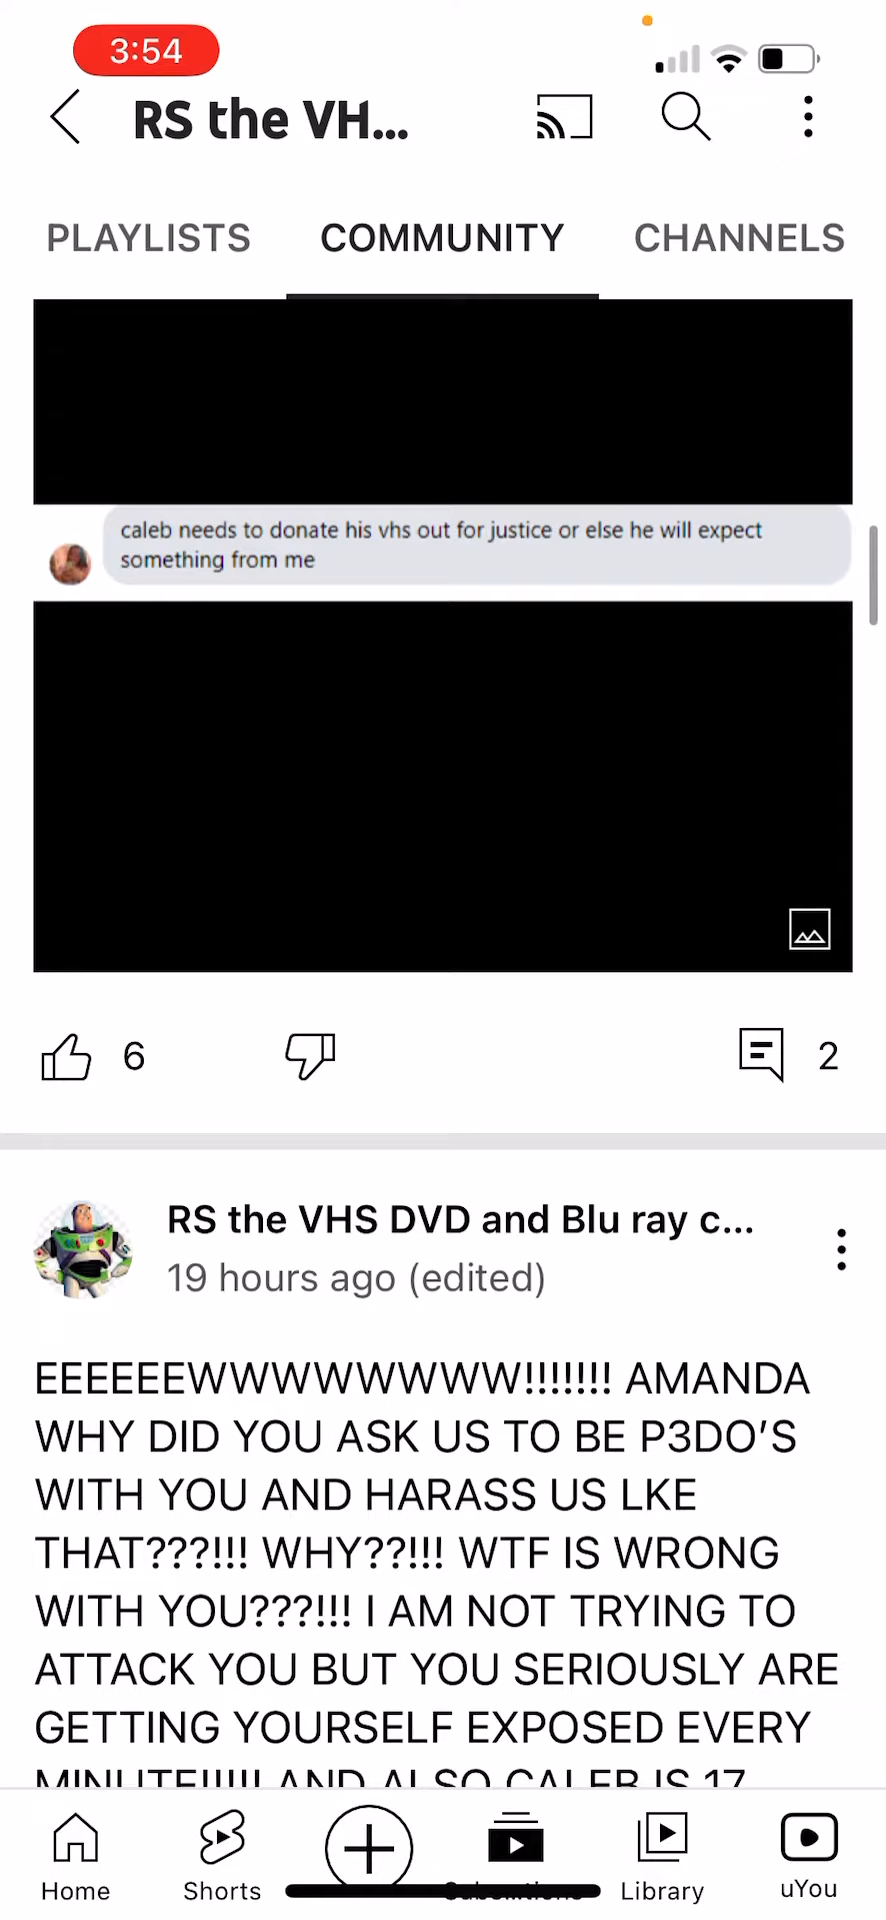 3:54
RS the VH...
PLAYLISTS COMMUNITY CHANNELS
caleb needs to donate his vhs out for justice or else he will expect
something from me
6 2
RS the VHS DVD and Blu ray c...
19 hours ago (edited)
EEEEEEWWWWWWWW!!!!!!! AMANDA
WHY DID YOU ASK US TO BE P3DO'S
WITH YOU AND HARASS US LKE
THAT???!!! WHY??!!! WTF IS WRONG
WITH YOU???!!! I AM NOT TRYING TO
ATTACK YOU BUT YOU SERIOUSLY ARE
GETTING YOURSELF EXPOSED EVERY
MINUTE!!!!!! AND ALSO CALEB IS 17
Home Shorts Library uYou